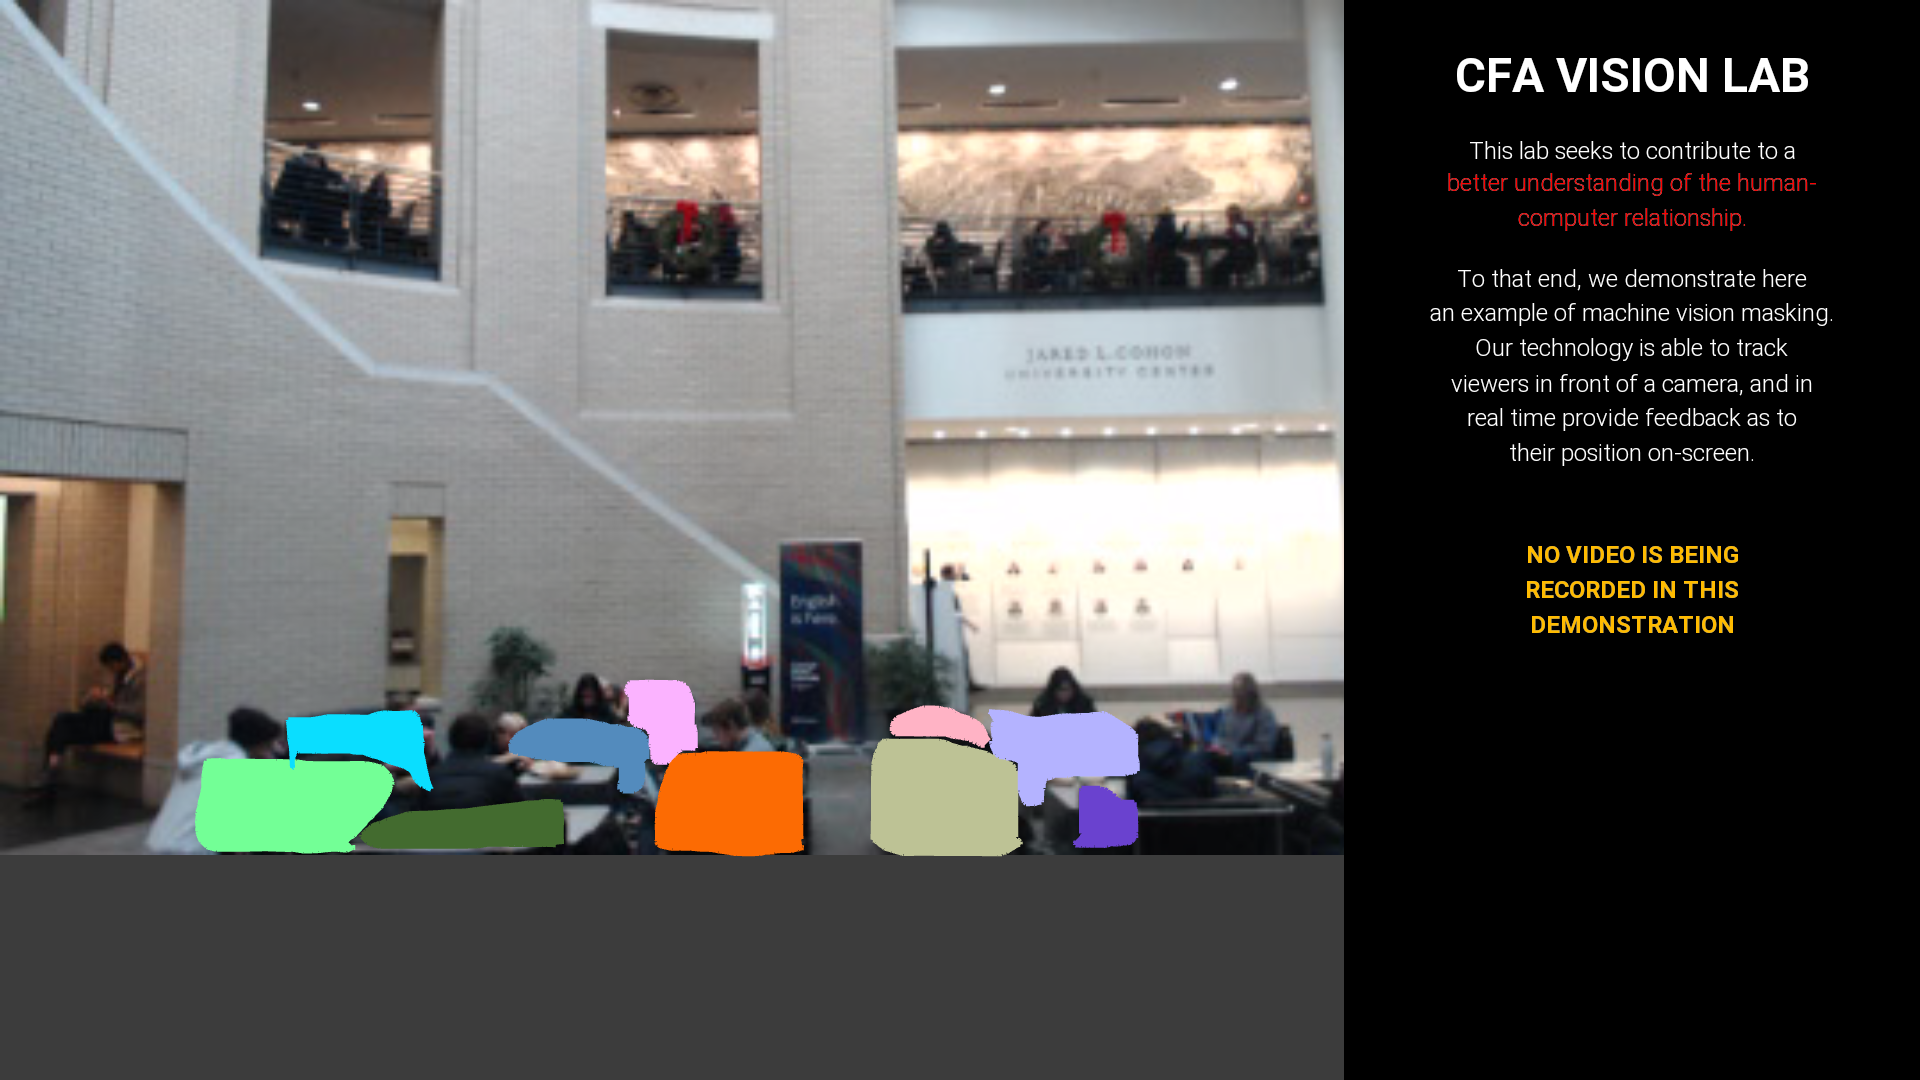 CFA VISION LAB
This lab seeks to contribute to a
better understanding of the human-
computer relationship.
To that end, we demonstrate here
an example of machine vision masking.
Our technology is able to track
viewers in front of a camera, and in
real time provide feedback as to
their position on-screen.
NO VIDEO IS BEING
RECORDED IN THIS
DEMONSTRATION
JARED L. COHON
UNIVERSITY CENTER
English
is here.